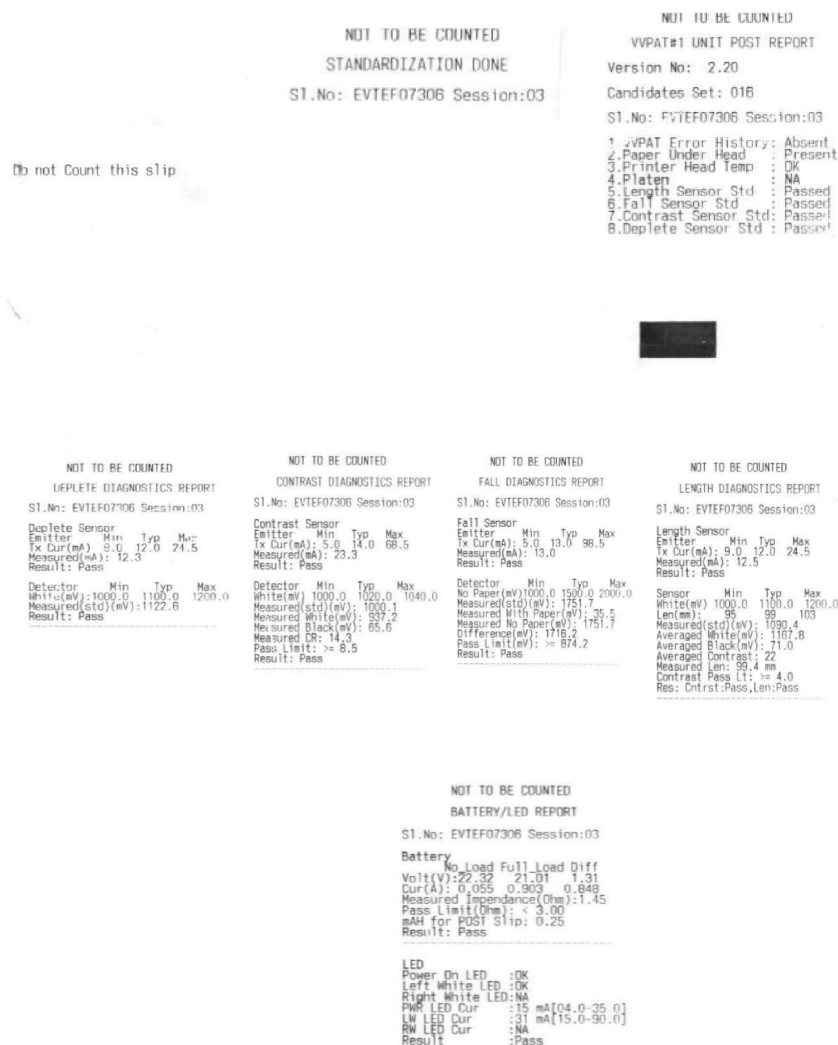 NOT TO BE COUNTED
STANDARDIZATION DONE
Sl.No: EVTEF07306 Session:03
NOT TO BE COUNTED
VVPAT#1 UNIT POST REPORT
Version No: 2.20
Candidates Set: 016
Sl.No: EVTEF07306 Session:03
1 VVPAT Error History: Absent
2.Paper Under Head : Present
3.Printer Head Temp : OK
4.Platen : NA
5.Length Sensor Std : Passed
6.Fall Sensor Std : Passed
7.Contrast Sensor Std: Passed
8.Deplete Sensor Std : Passed
Do not Count this slip
NOT TO BE COUNTED
DEPLETE DIAGNOSTICS REPORT
Sl.No: EVTEF07306 Session:03
Deplete Sensor
Emitter Min Typ Max
Tx Cur(mA) 9.0 12.0 24.5
Measured(mA): 12.3
Result: Pass
Detector Min Typ Max
White(mV):1000.0 1100.0 1200.0
Measured(std)(mV):1122.6
Result: Pass
NOT TO BE COUNTED
CONTRAST DIAGNOSTICS REPORT
Sl.No: EVTEF07306 Session:03
Contrast Sensor
Emitter Min Typ Max
Tx Cur(mA): 5.0 14.0 68.5
Measured(mA): 23.3
Result: Pass
Detector Min Typ Max
White(mV) 1000.0 1020.0 1040.0
Measured(std)(mV): 1000.1
Measured White(mV): 937.2
Measured Black(mV): 65.6
Measured CR: 14.3
Pass Limit: >= 8.5
Result: Pass
NOT TO BE COUNTED
FALL DIAGNOSTICS REPORT
Sl.No: EVTEF07306 Session:03
Fall Sensor
Emitter Min Typ Max
Tx Cur(mA): 5.0 13.0 98.5
Measured(mA): 13.0
Result: Pass
Detector Min Typ Max
No Paper(mV)1000.0 1500.0 2000.0
Measured(std)(mV): 1751.7
Measured With Paper(mV): 35.5
Measured No Paper(mV): 1751.7
Difference(mV): 1716.2
Pass Limit(mV): >= 874.2
Result: Pass
NOT TO BE COUNTED
LENGTH DIAGNOSTICS REPORT
Sl.No: EVTEF07306 Session:03
Length Sensor
Emitter Min Typ Max
Tx Cur(mA): 9.0 12.0 24.5
Measured(mA): 12.5
Result: Pass
Sensor Min Typ Max
White(mV) 1000.0 1100.0 1200.0
Len(mm): 95 99 103
Measured(std)(mV): 1090.4
Averaged White(mV): 1167.8
Averaged Black(mV): 71.0
Averaged Contrast: 22
Measured Len: 99.4 mm
Contrast Pass Lt: >= 4.0
Res: Cntrst:Pass,Len:Pass
NOT TO BE COUNTED
BATTERY/LED REPORT
Sl.No: EVTEF07306 Session:03
Battery
No_Load Full_Load Diff
Volt(V):22.32 21.01 1.31
Cur(A): 0.055 0.903 0.848
Measured Impendance(Ohm):1.45
Pass Limit(Ohm): < 3.00
mAH for POST Slip: 0.25
Result: Pass
LED
Power On LED :OK
Left White LED :OK
Right White LED:NA
PWR LED Cur :15 mA[04.0-35.0]
LW LED Cur :31 mA[15.0-90.0]
RW LED Cur :NA
Result :Pass